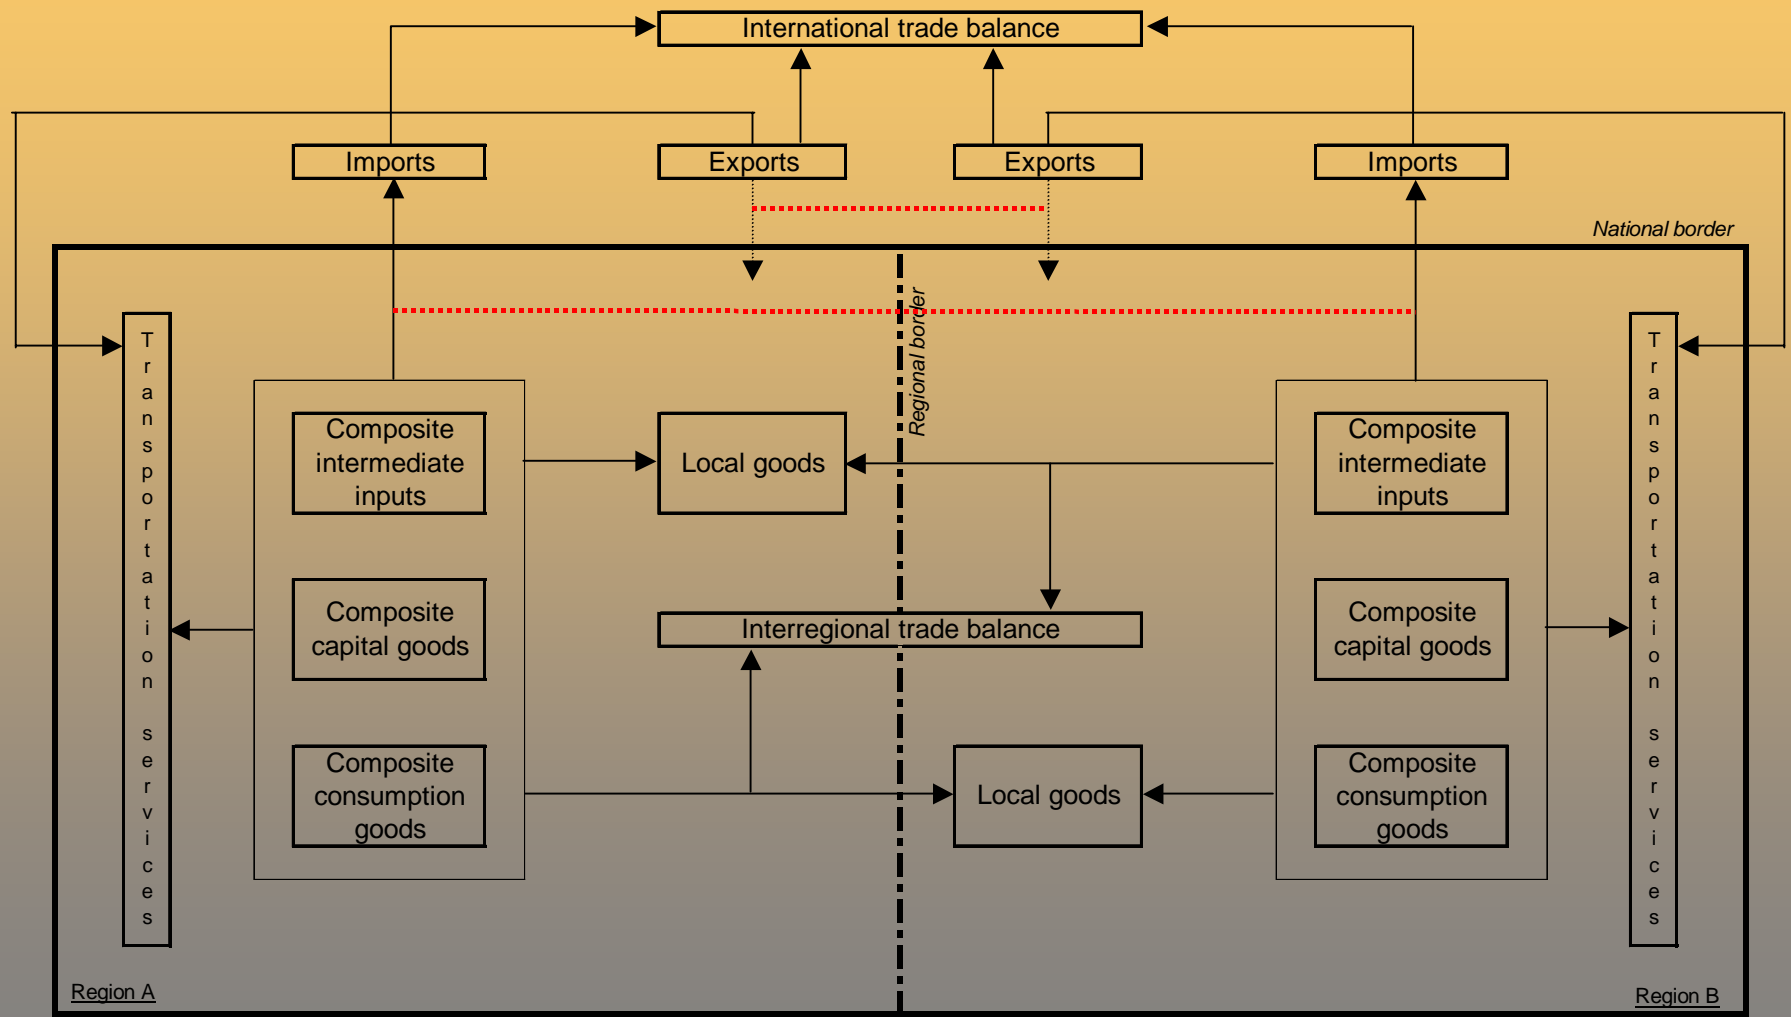 International trade balance
Imports
Exports
Exports
Imports
National border
Regional border
Transportation services
Composite
intermediate
inputs
Local goods
Composite
intermediate
inputs
Transportation services
Composite
capital goods
Interregional trade balance
Composite
capital goods
Composite
consumption
goods
Local goods
Composite
consumption
goods
Region A
Region B